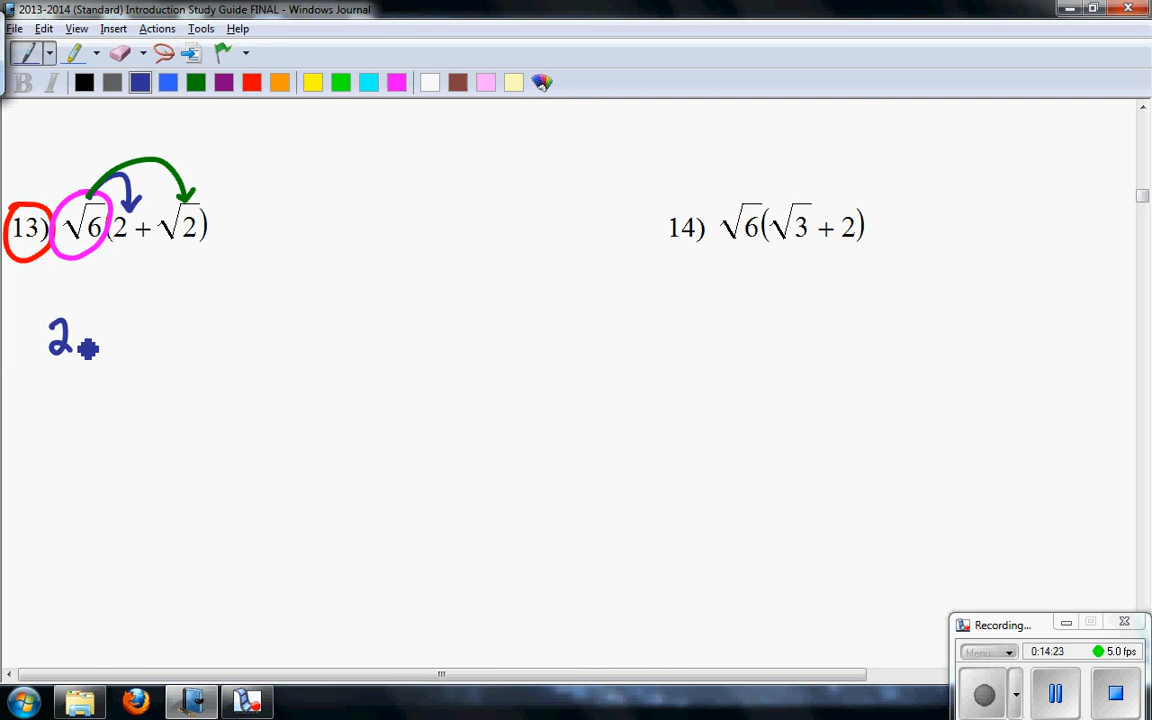 2013-2014 (Standard) Introduction Study Guide FINAL - Windows Journal
File Edit View Insert Actions Tools Help
B I
13) √6(2 + √2)
14) √6(√3 + 2)
2
Recording...
Menu 0:14:23 5.0 fps